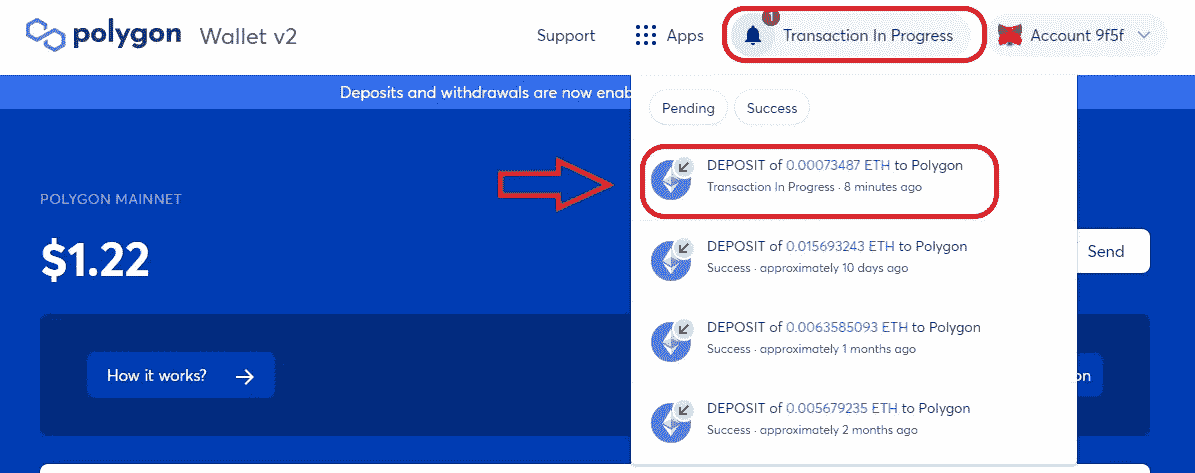 polygon Wallet v2
Support
Apps
1
Transaction In Progress
Account 9f5f
Deposits and withdrawals are now enab
Pending
Success
DEPOSIT of 0.00073487 ETH to Polygon
Transaction In Progress · 8 minutes ago
POLYGON MAINNET
$1.22
DEPOSIT of 0.015693243 ETH to Polygon
Success · approximately 10 days ago
Send
DEPOSIT of 0.0063585093 ETH to Polygon
Success · approximately 1 months ago
How it works?
on
DEPOSIT of 0.005679235 ETH to Polygon
Success · approximately 2 months ago